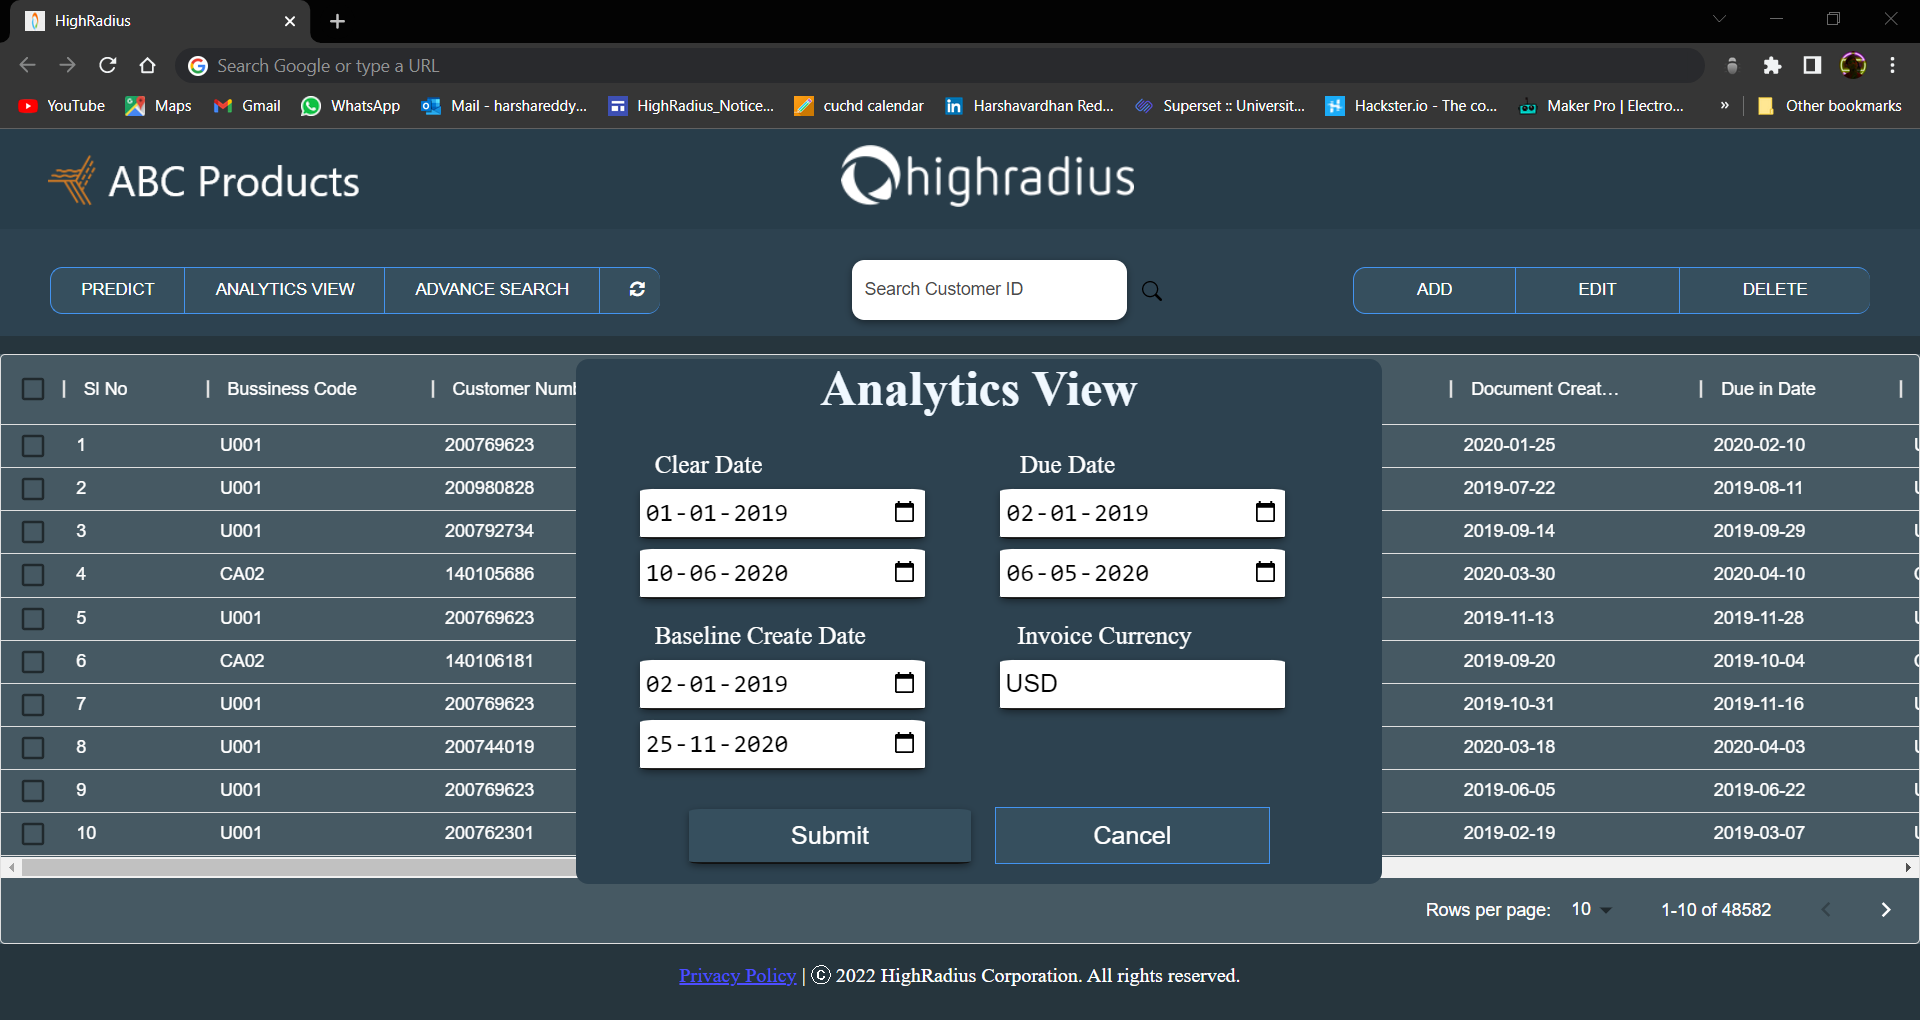 HighRadius
Search Google or type a URL
YouTube Maps Gmail WhatsApp Mail - harshareddy... HighRadius_Notice... cuchd calendar Harshavardhan Red... Superset :: Universit... Hackster.io - The co... Maker Pro | Electro... » Other bookmarks
ABC Products highradius
PREDICT ANALYTICS VIEW ADVANCE SEARCH Search Customer ID ADD EDIT DELETE
Sl No Bussiness Code Customer Numb Document Creat... Due in Date
1 U001 200769623 2020-01-25 2020-02-10
2 U001 200980828 2019-07-22 2019-08-11
3 U001 200792734 2019-09-14 2019-09-29
4 CA02 140105686 2020-03-30 2020-04-10
5 U001 200769623 2019-11-13 2019-11-28
6 CA02 140106181 2019-09-20 2019-10-04
7 U001 200769623 2019-10-31 2019-11-16
8 U001 200744019 2020-03-18 2020-04-03
9 U001 200769623 2019-06-05 2019-06-22
10 U001 200762301 2019-02-19 2019-03-07
Analytics View
Clear Date Due Date
01-01-2019 02-01-2019
10-06-2020 06-05-2020
Baseline Create Date Invoice Currency
02-01-2019 USD
25-11-2020
Submit Cancel
Rows per page: 10 1-10 of 48582
Privacy Policy | © 2022 HighRadius Corporation. All rights reserved.